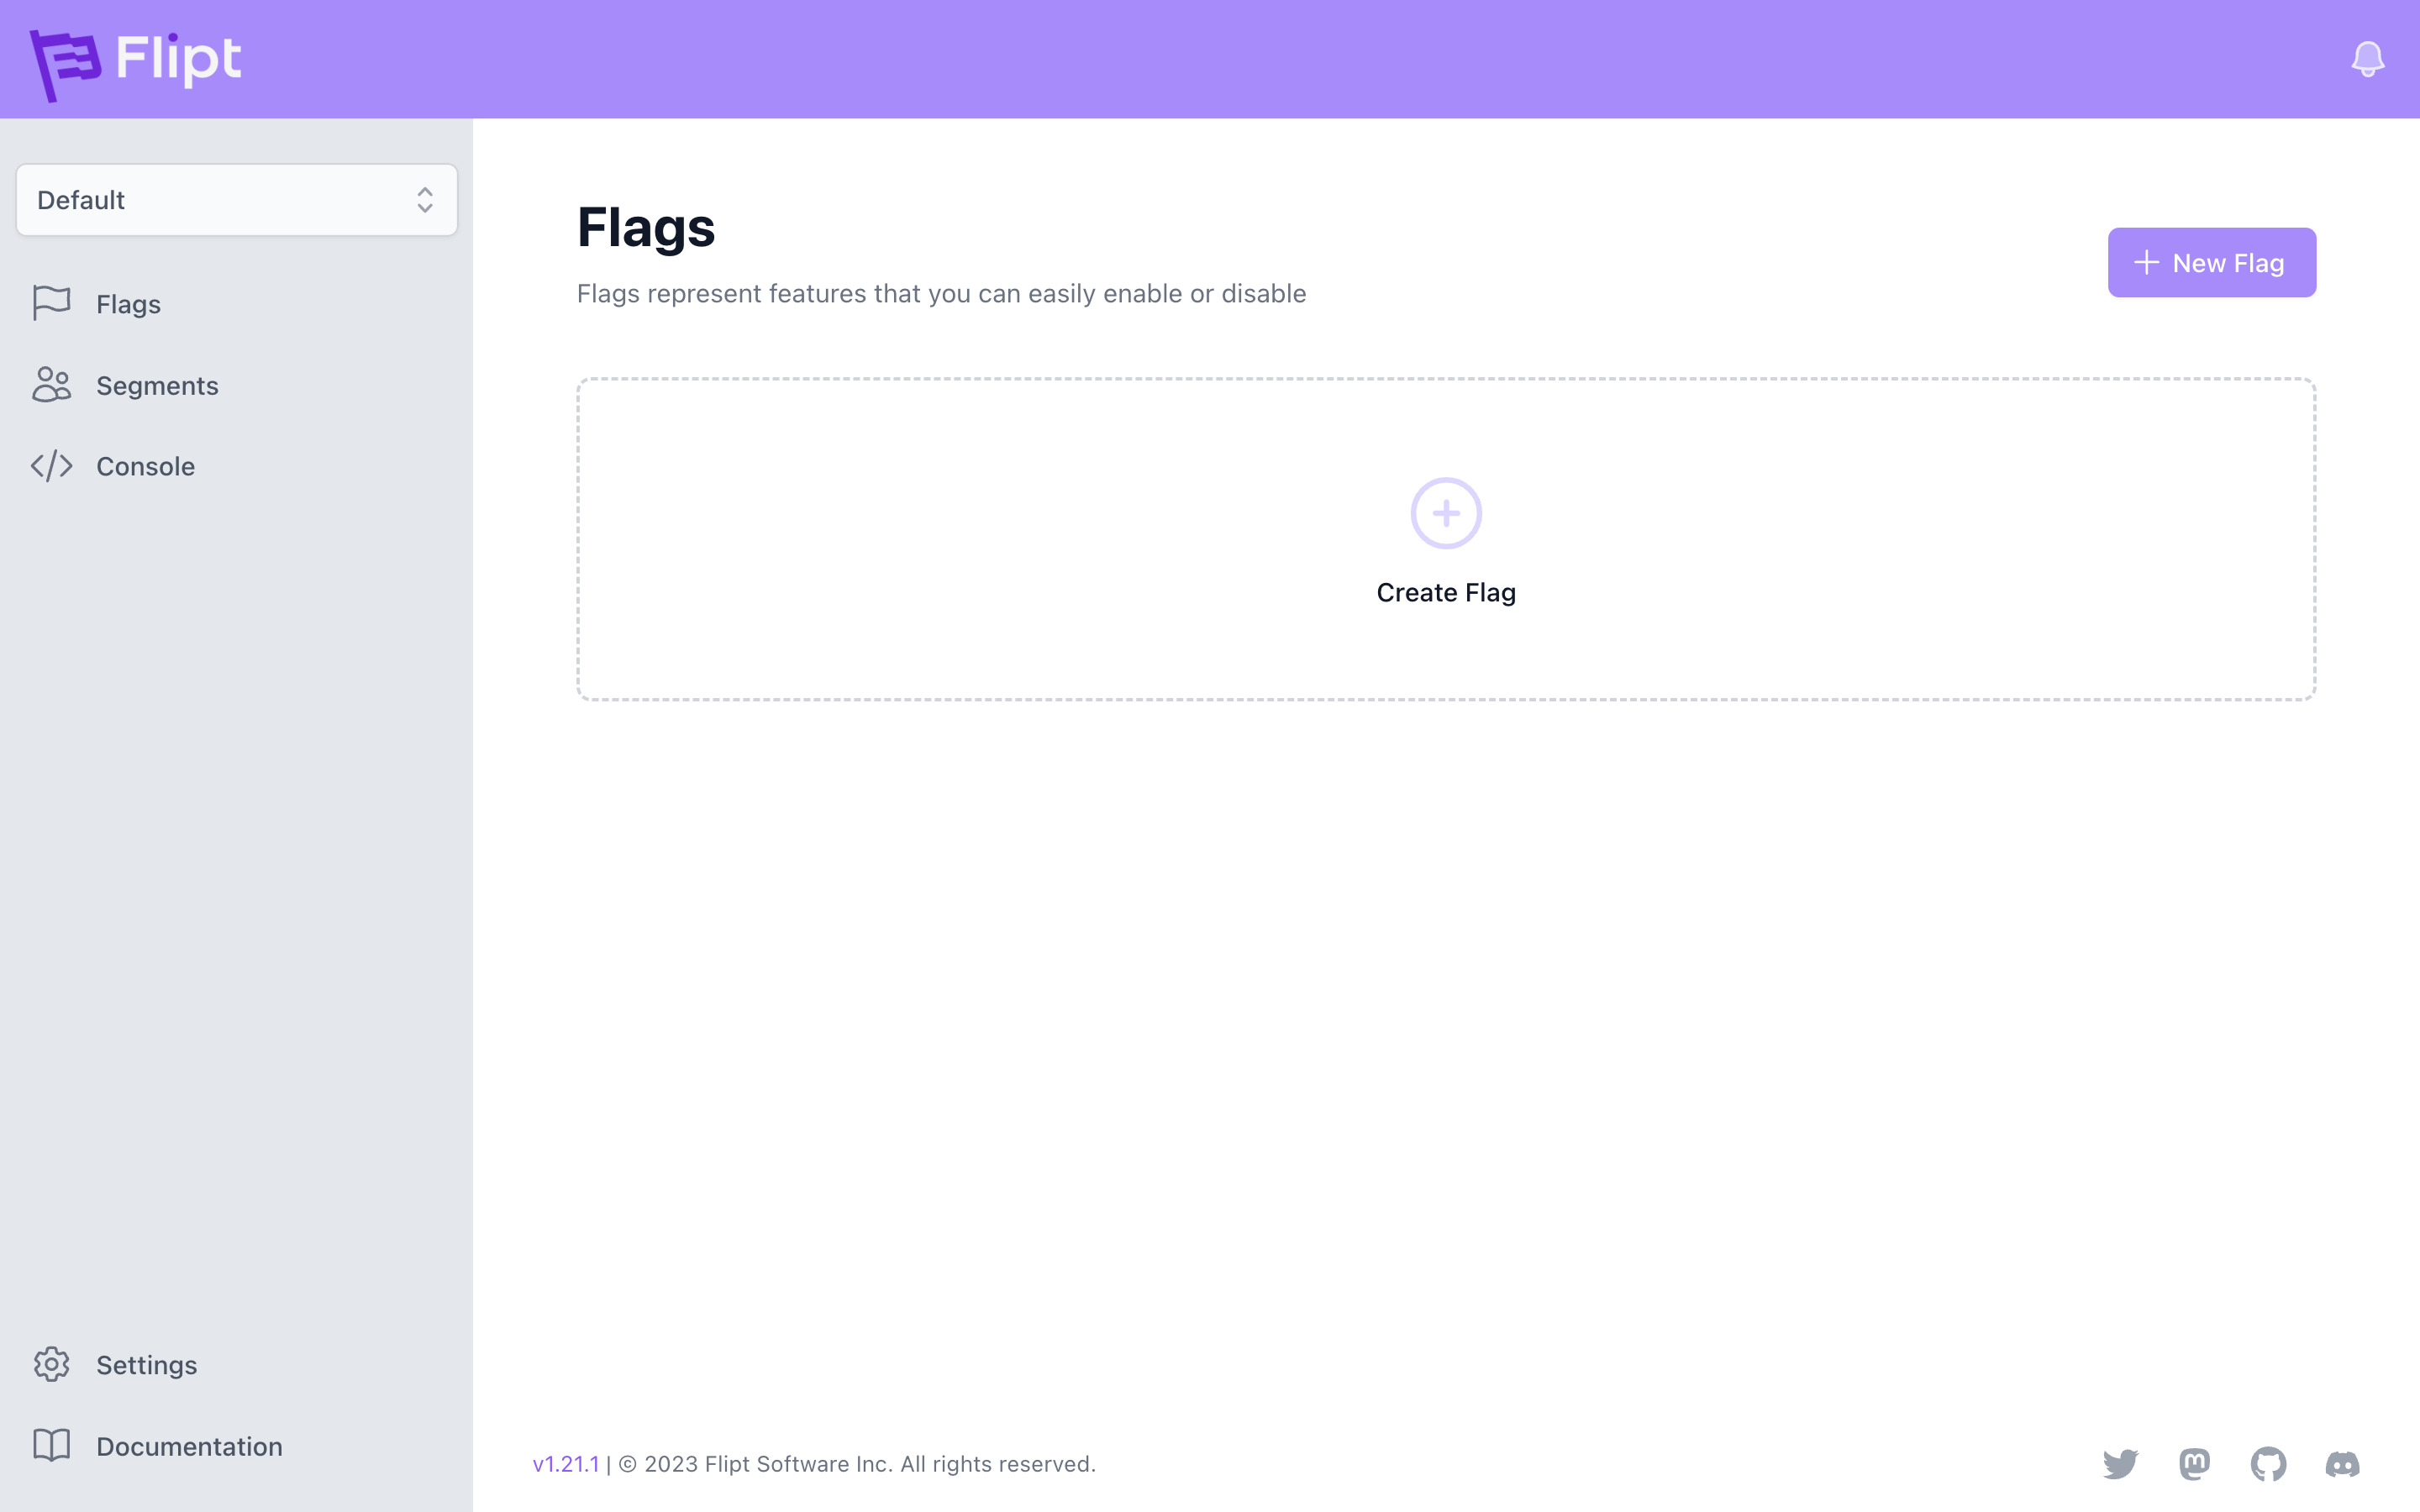 Flipt
Default
Flags
Segments
Console
Settings
Documentation
Flags
Flags represent features that you can easily enable or disable
New Flag
Create Flag
v1.21.1 | © 2023 Flipt Software Inc. All rights reserved.